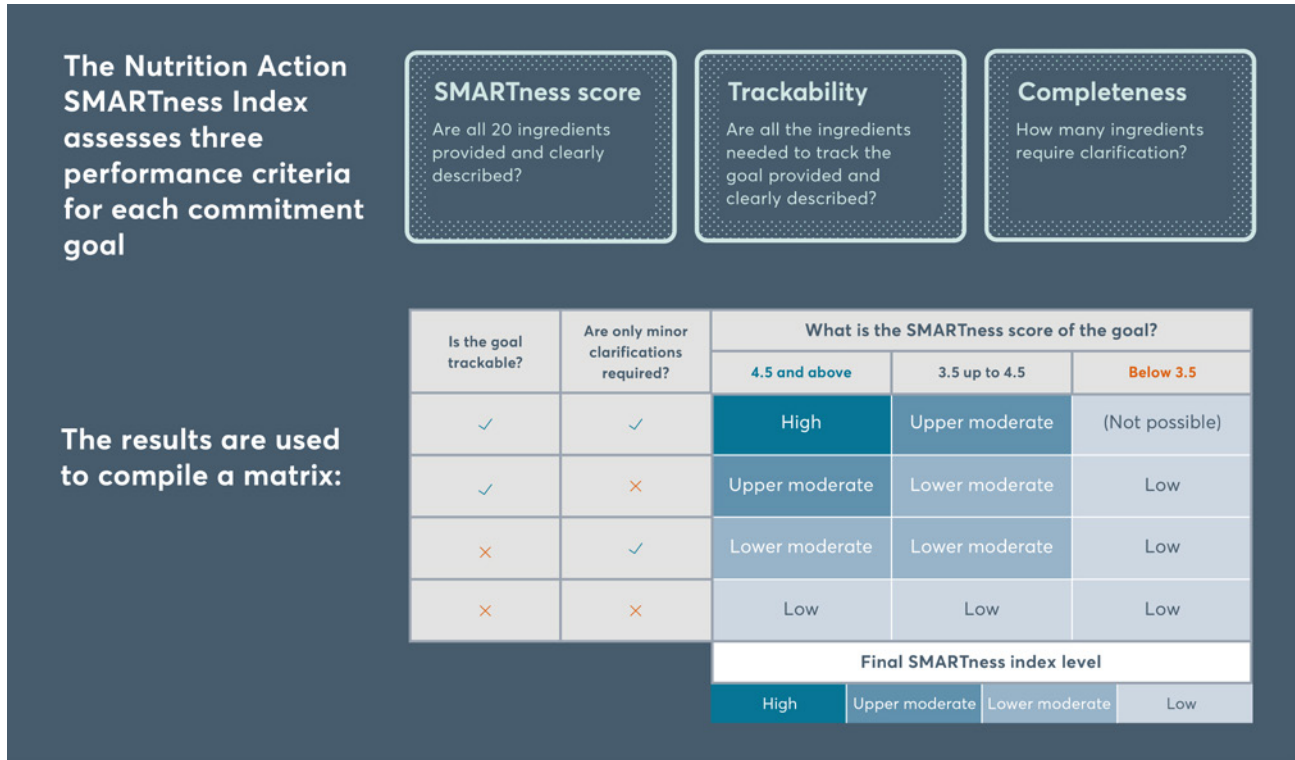 The Nutrition Action
SMARTness Index
assesses three
performance criteria
for each commitment
goal
SMARTness score
Are all 20 ingredients
provided and clearly
described?
Trackability
Are all the ingredients
needed to track the
goal provided and
clearly described?
Completeness
How many ingredients
require clarification?
The results are used
to compile a matrix:
Is the goal
trackable?
Are only minor
clarifications
required?
What is the SMARTness score of the goal?
4.5 and above
3.5 up to 4.5
Below 3.5
✓ ✓ High Upper moderate (Not possible)
✓ ✕ Upper moderate Lower moderate Low
✕ ✓ Lower moderate Lower moderate Low
✕ ✕ Low Low Low
Final SMARTness index level
High Upper moderate Lower moderate Low